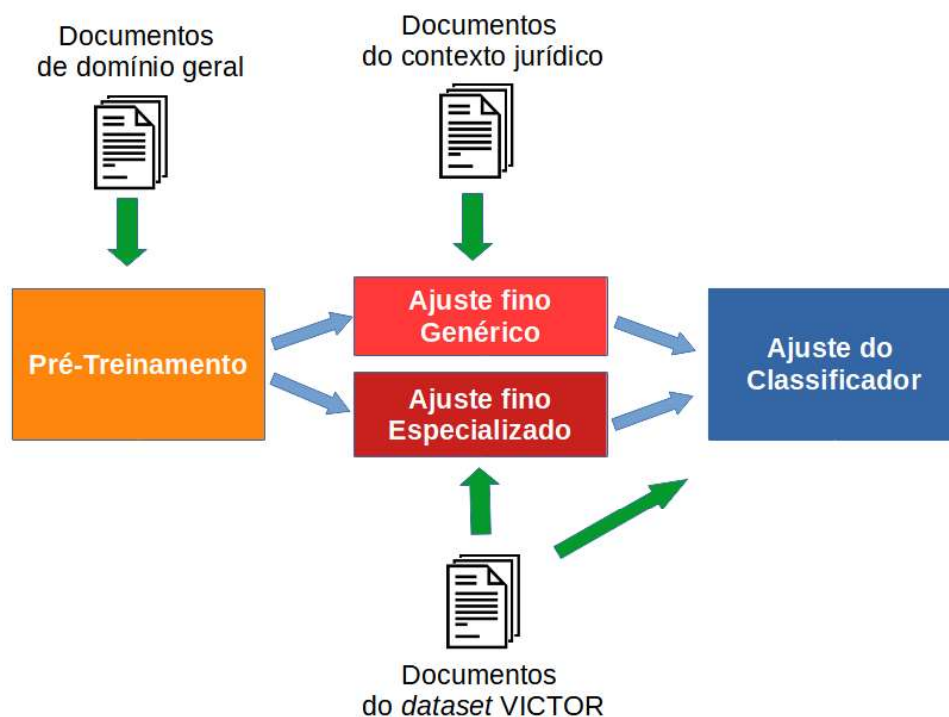 Documentos
de domínio geral
Documentos
do contexto jurídico
Pré-Treinamento
Ajuste fino
Genérico
Ajuste fino
Especializado
Ajuste do
Classificador
Documentos
do dataset VICTOR